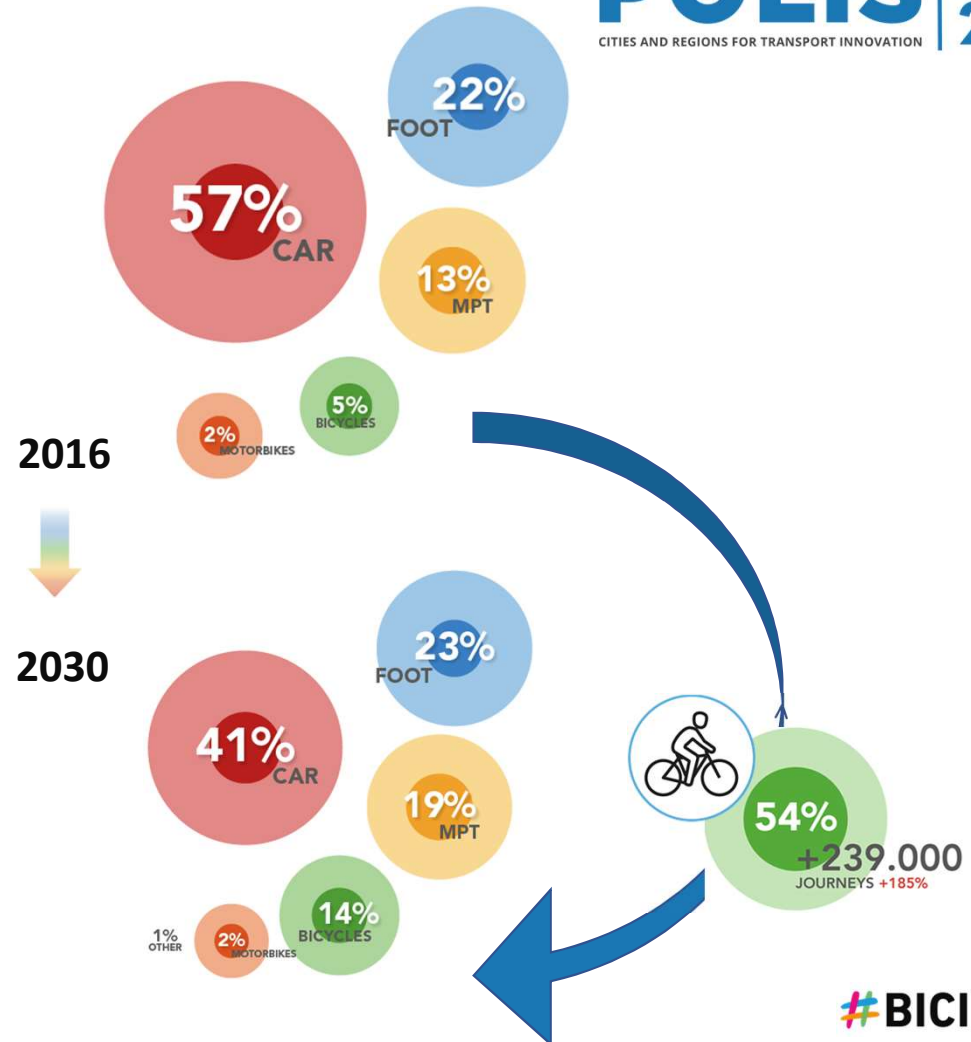 POLIS
CITIES AND REGIONS FOR TRANSPORT INNOVATION
22%
FOOT
57%
CAR
13%
MPT
5%
BICYCLES
2%
MOTORBIKES
2016
2030
23%
FOOT
41%
CAR
19%
MPT
14%
BICYCLES
1%
OTHER
2%
MOTORBIKES
54%
+239.000
JOURNEYS +185%
#BICI